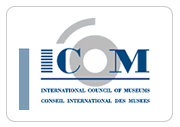 ICOM
INTERNATIONAL COUNCIL OF MUSEUMS
CONSEIL INTERNATIONAL DES MUSEES